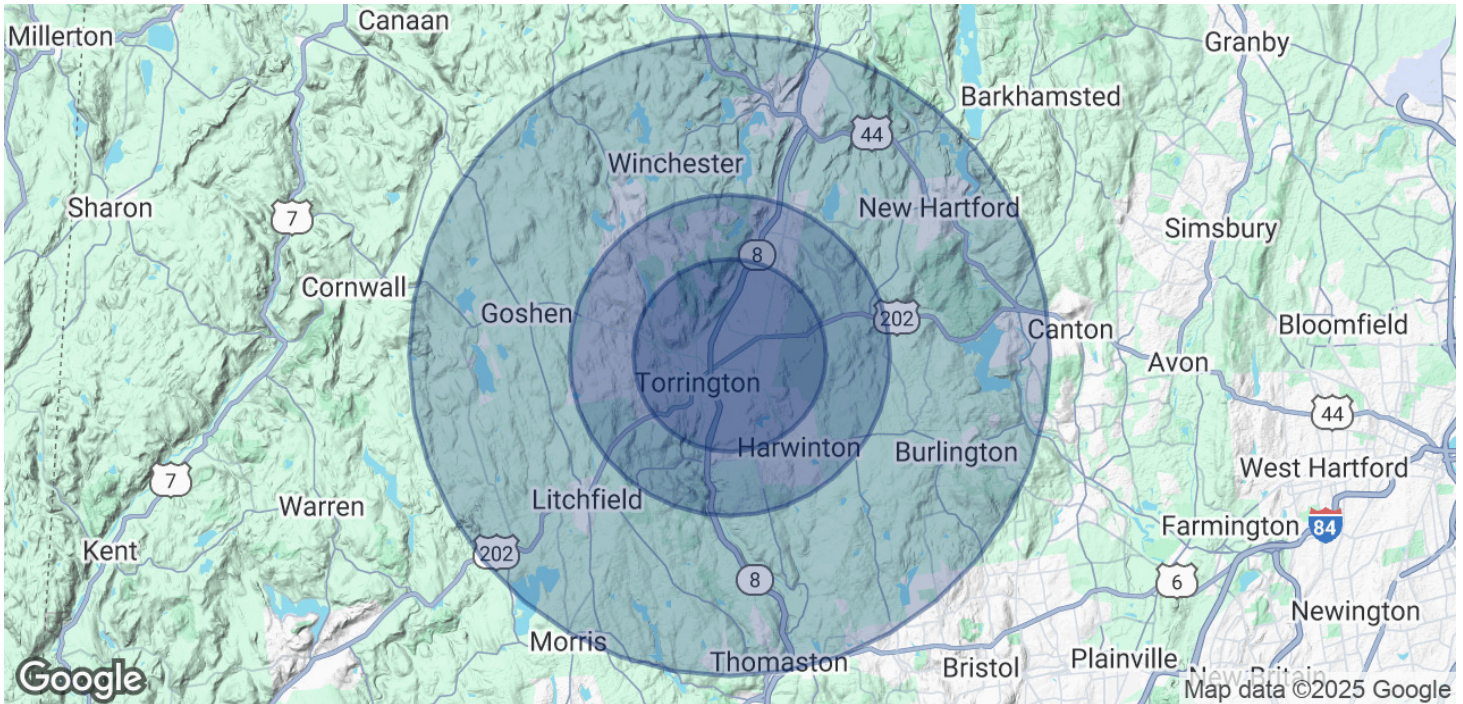 Canaan
Millerton
Granby
Barkhamsted
44
Winchester
Sharon
7
New Hartford
Simsbury
8
Cornwall
Goshen
202
Canton
Bloomfield
Avon
Torrington
44
Harwinton
Burlington
West Hartford
7
Litchfield
Warren
Farmington
84
Kent
202
8
6
Newington
Morris
Thomaston
Bristol
Plainville
New Britain
Google
Map data ©2025 Google